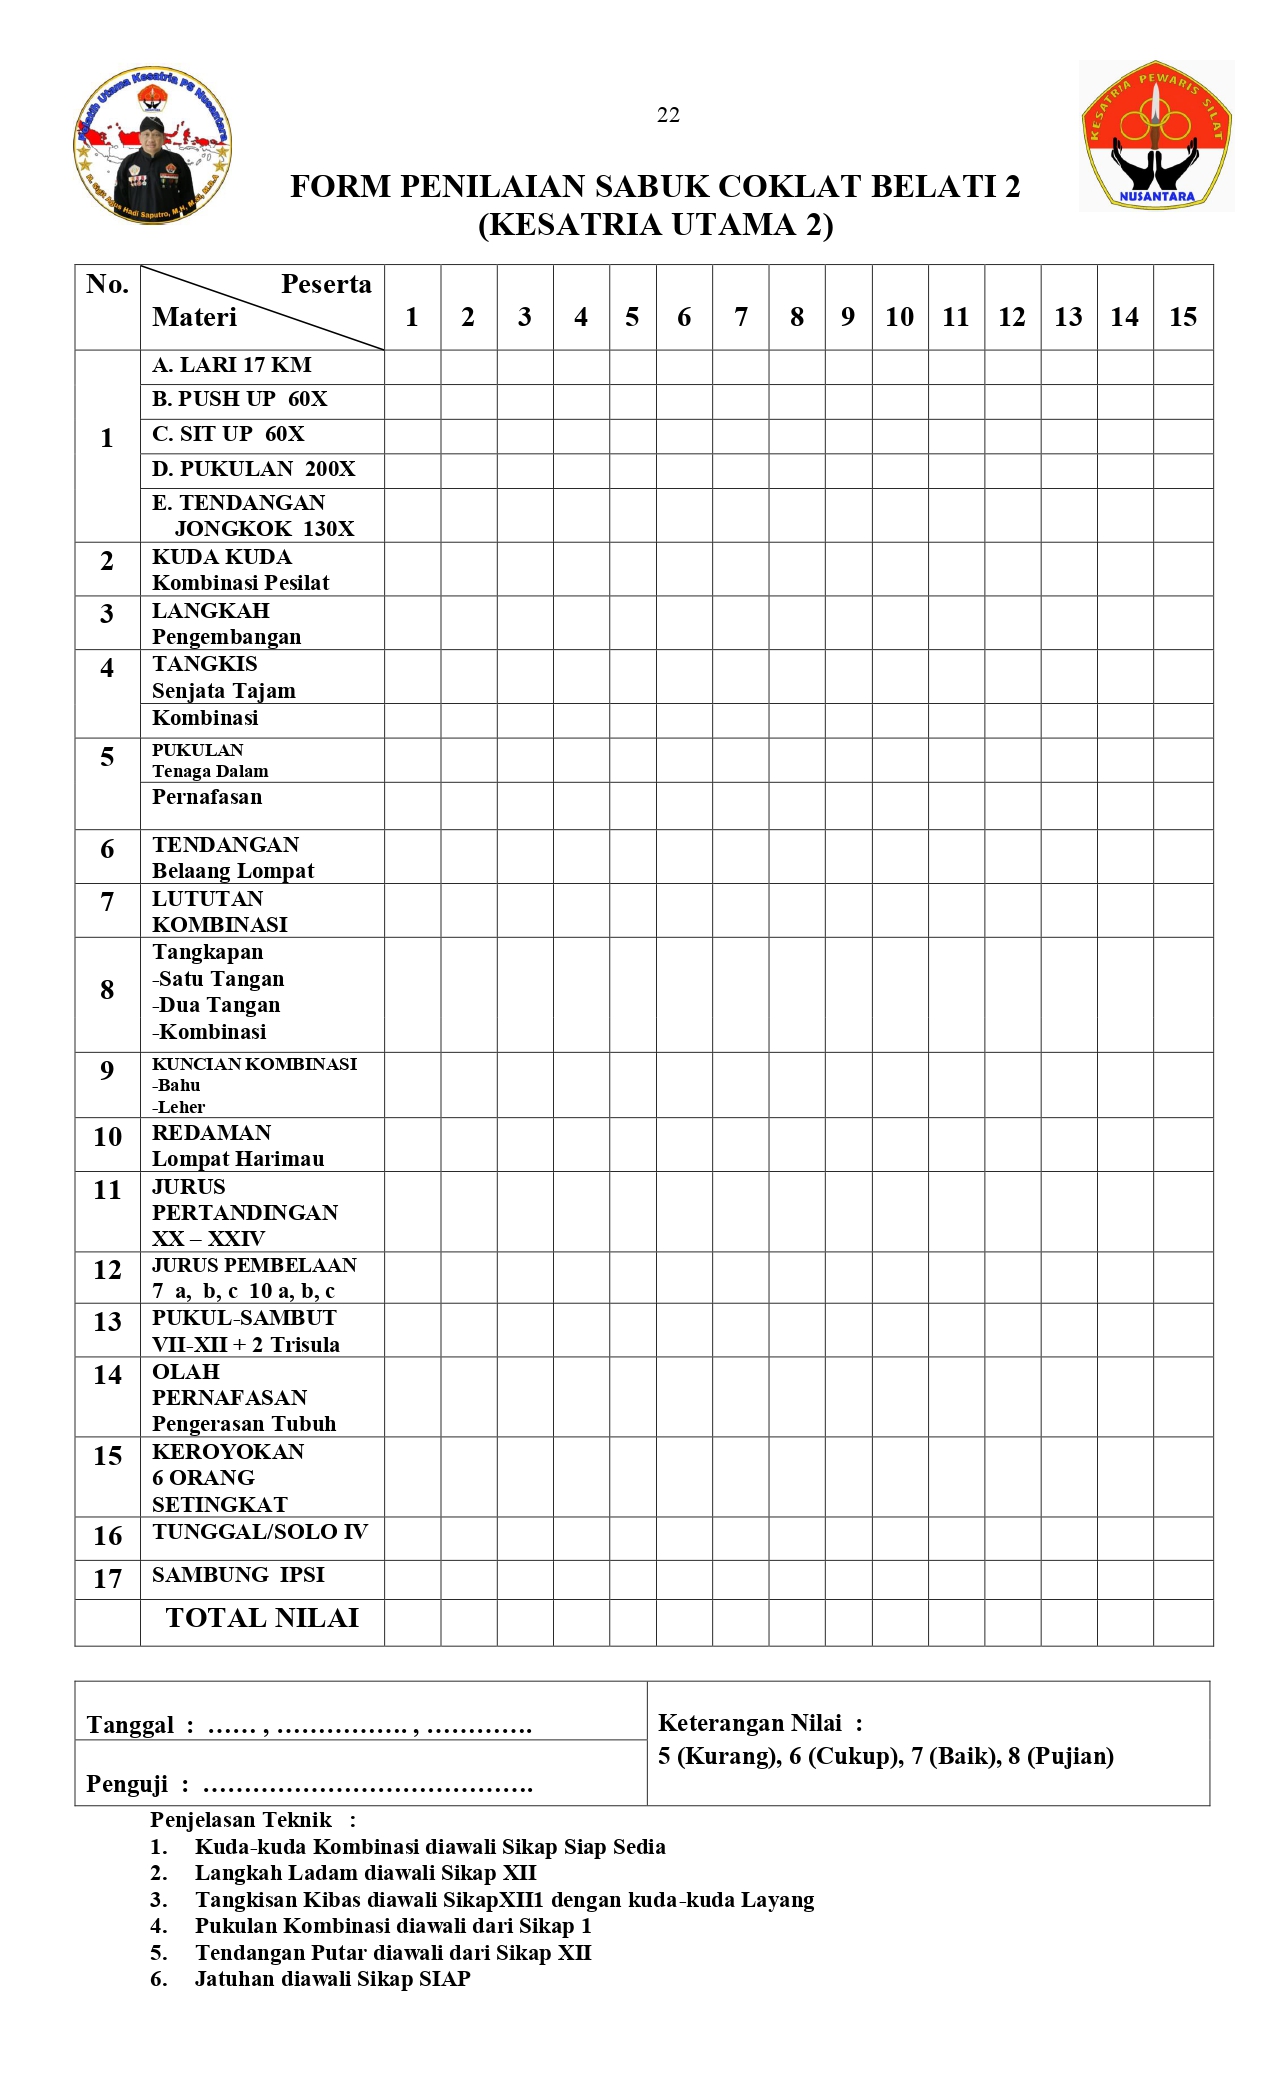 22
Pelatih Utama Kesatria PS Nusantara
Hadi Saputro, M.H, M.Si, M.B.A
KESATRIA PEWARIS SILAT
NUSANTARA
FORM PENILAIAN SABUK COKLAT BELATI 2
(KESATRIA UTAMA 2)
No. Peserta
Materi 1 2 3 4 5 6 7 8 9 10 11 12 13 14 15
1
A. LARI 17 KM
B. PUSH UP 60X
C. SIT UP 60X
D. PUKULAN 200X
E. TENDANGAN
JONGKOK 130X
2 KUDA KUDA
Kombinasi Pesilat
3 LANGKAH
Pengembangan
4 TANGKIS
Senjata Tajam
Kombinasi
5 PUKULAN
Tenaga Dalam
Pernafasan
6 TENDANGAN
Belaang Lompat
7 LUTUTAN
KOMBINASI
8 Tangkapan
-Satu Tangan
-Dua Tangan
-Kombinasi
9 KUNCIAN KOMBINASI
-Bahu
-Leher
10 REDAMAN
Lompat Harimau
11 JURUS
PERTANDINGAN
XX – XXIV
12 JURUS PEMBELAAN
7 a, b, c 10 a, b, c
13 PUKUL-SAMBUT
VII-XII + 2 Trisula
14 OLAH
PERNAFASAN
Pengerasan Tubuh
15 KEROYOKAN
6 ORANG
SETINGKAT
16 TUNGGAL/SOLO IV
17 SAMBUNG IPSI
TOTAL NILAI
Tanggal : …… , ……………. , ………….
Penguji : ………………………………….
Keterangan Nilai :
5 (Kurang), 6 (Cukup), 7 (Baik), 8 (Pujian)
Penjelasan Teknik :
1. Kuda-kuda Kombinasi diawali Sikap Siap Sedia
2. Langkah Ladam diawali Sikap XII
3. Tangkisan Kibas diawali SikapXII1 dengan kuda-kuda Layang
4. Pukulan Kombinasi diawali dari Sikap 1
5. Tendangan Putar diawali dari Sikap XII
6. Jatuhan diawali Sikap SIAP